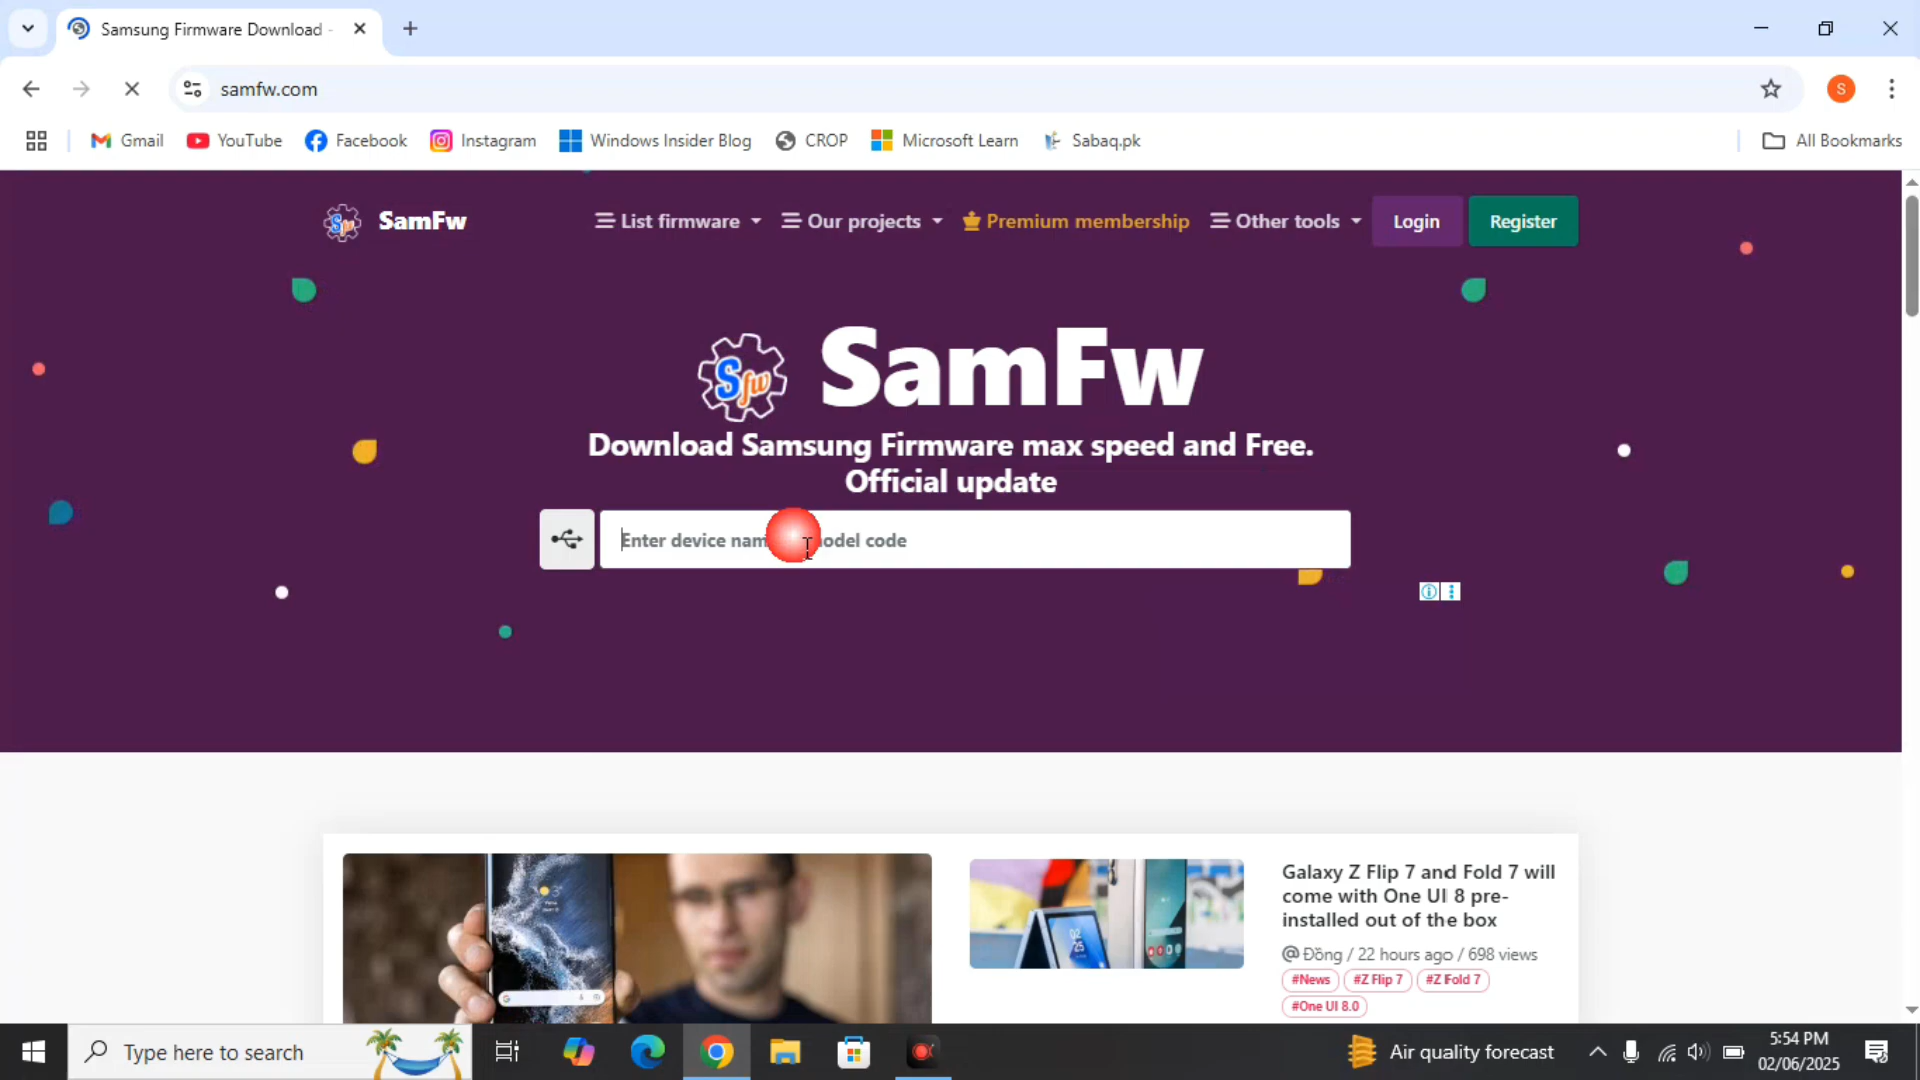 Samsung Firmware Download -
samfw.com
Gmail YouTube Facebook Instagram Windows Insider Blog CROP Microsoft Learn Sabaq.pk All Bookmarks
S
Sfw SamFw List firmware Our projects Premium membership Other tools Login Register
Sfw SamFw
Download Samsung Firmware max speed and Free.
Official update
Enter device model code
Galaxy Z Flip 7 and Fold 7 will
come with One UI 8 pre-
installed out of the box
@ Đồng / 22 hours ago / 698 views
#News #Z Flip 7 #Z Fold 7
#One UI 8.0
Type here to search Air quality forecast 5:54 PM
02/06/2025